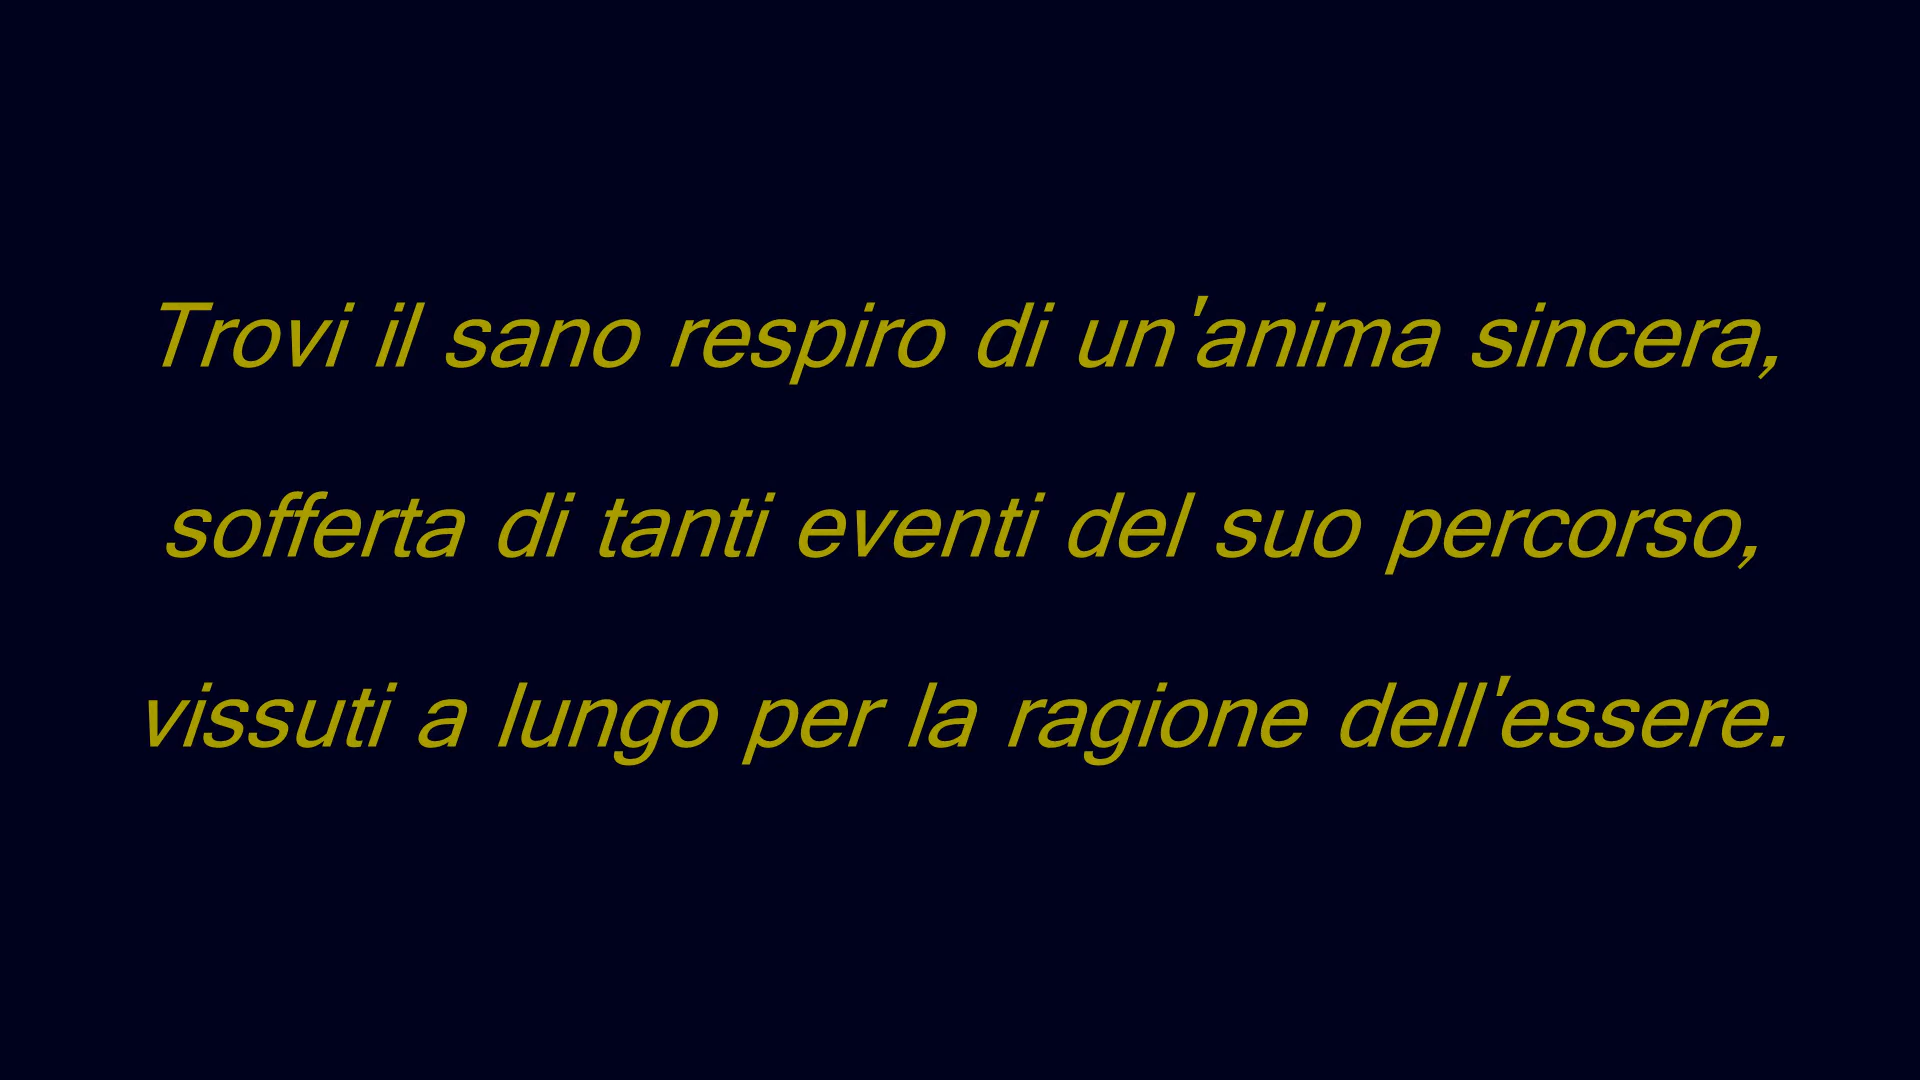 Trovi il sano respiro di un'anima sincera,
sofferta di tanti eventi del suo percorso,
vissuti a lungo per la ragione dell'essere.